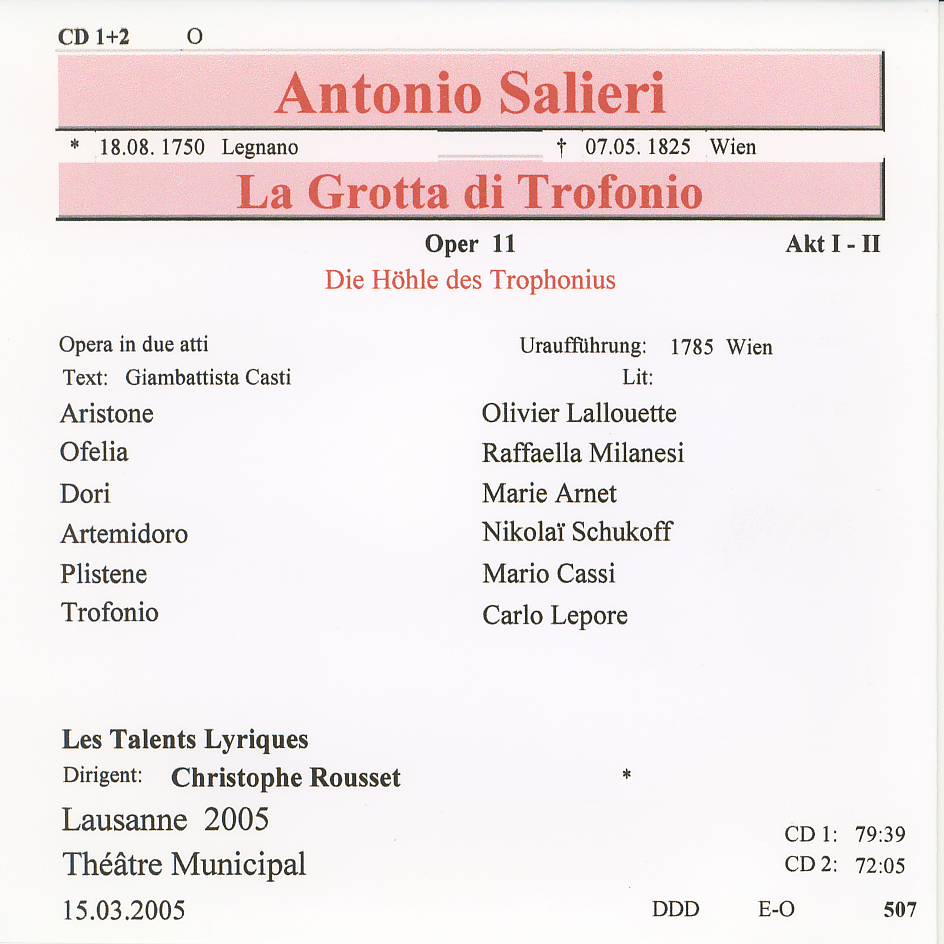 CD 1+2 O
Antonio Salieri
* 18.08. 1750 Legnano † 07.05. 1825 Wien
La Grotta di Trofonio
Oper 11 Akt I - II
Die Höhle des Trophonius
Opera in due atti Uraufführung: 1785 Wien
Text: Giambattista Casti Lit:
Aristone Olivier Lallouette
Ofelia Raffaella Milanesi
Dori Marie Arnet
Artemidoro Nikolaï Schukoff
Plistene Mario Cassi
Trofonio Carlo Lepore
Les Talents Lyriques
Dirigent: Christophe Rousset *
Lausanne 2005
Théâtre Municipal
CD 1: 79:39
CD 2: 72:05
15.03.2005 DDD E-O 507